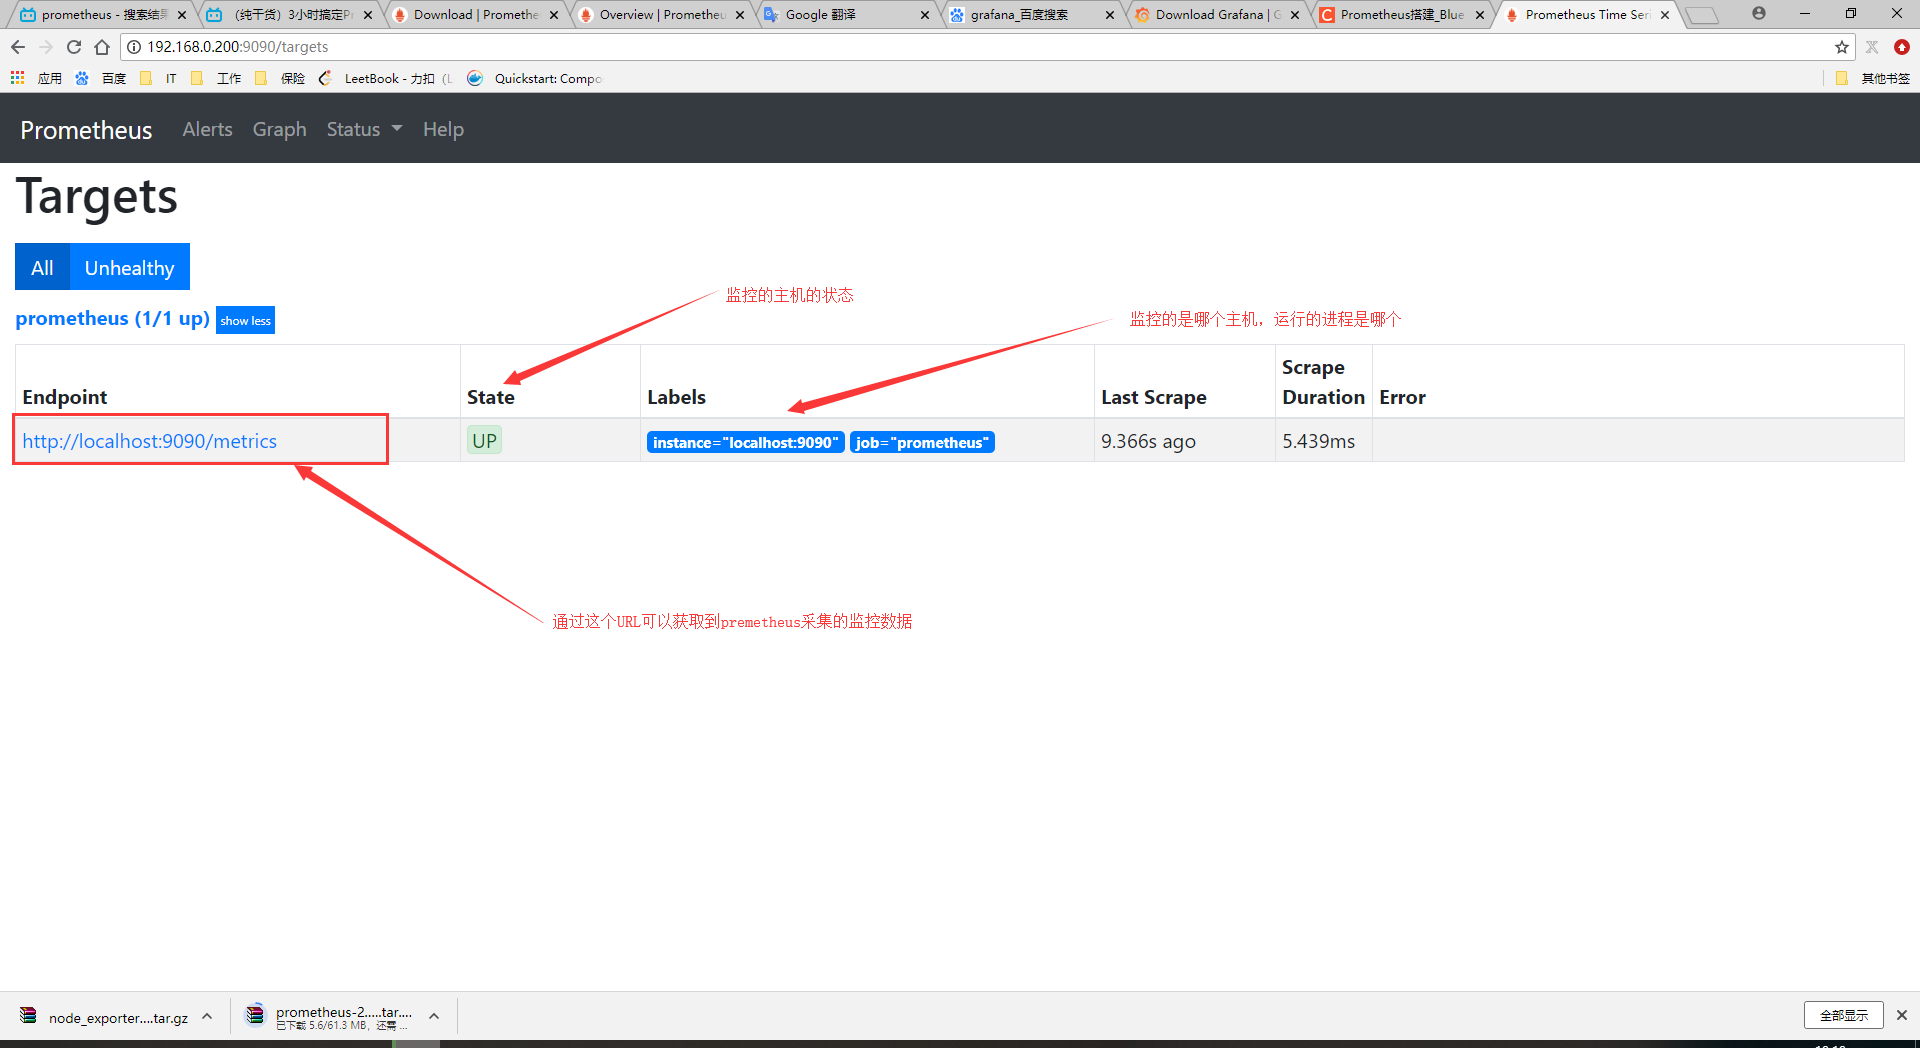 prometheus - 搜索结果
（纯干货）3小时搞定Pr
Download | Promethe
Overview | Prometheu
Google 翻译
grafana_百度搜索
Download Grafana | G
Prometheus搭建_Blue
Prometheus Time Seri
192.168.0.200:9090/targets
应用
百度
IT
工作
保险
LeetBook - 力扣（L
Quickstart: Compo
其他书签
Prometheus
Alerts
Graph
Status
Help
Targets
All
Unhealthy
监控的主机的状态
prometheus (1/1 up)
show less
监控的是哪个主机，运行的进程是哪个
Endpoint
State
Labels
Last Scrape
Scrape
Duration
Error
http://localhost:9090/metrics
UP
instance="localhost:9090"
job="prometheus"
9.366s ago
5.439ms
通过这个URL可以获取到premetheus采集的监控数据
node_exporter....tar.gz
prometheus-2.....tar....
已下载 5.6/61.3 MB，还需 ...
全部显示